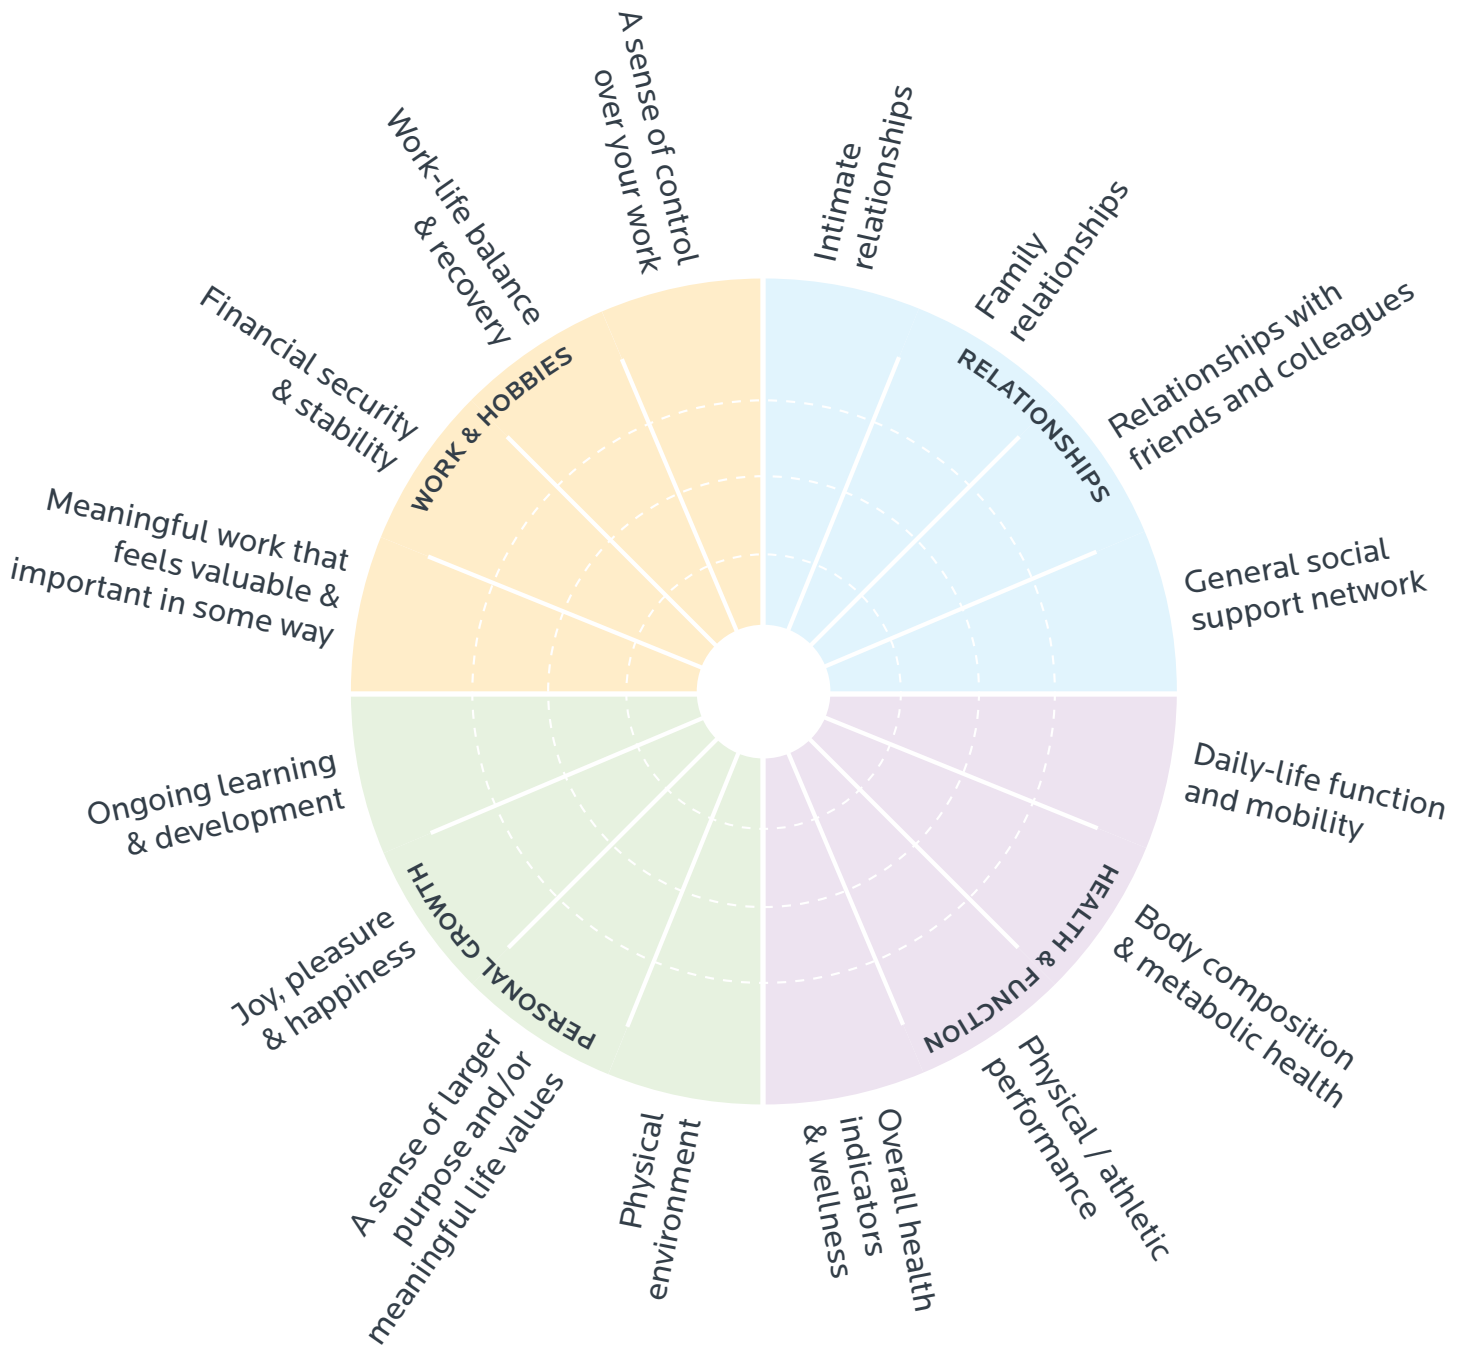 A sense of control
over your work
Work-life balance
& recovery
Financial security
& stability
Meaningful work that
feels valuable &
important in some way
WORK & HOBBIES
Intimate
relationships
Family
relationships
Relationships with
friends and colleagues
General social
support network
RELATIONSHIPS
Daily-life function
and mobility
Body composition
& metabolic health
Physical / athletic
performance
Overall health
indicators
& wellness
HEALTH & FUNCTION
Physical
environment
A sense of larger
purpose and/or
meaningful life values
Joy, pleasure
& happiness
Ongoing learning
& development
PERSONAL GROWTH